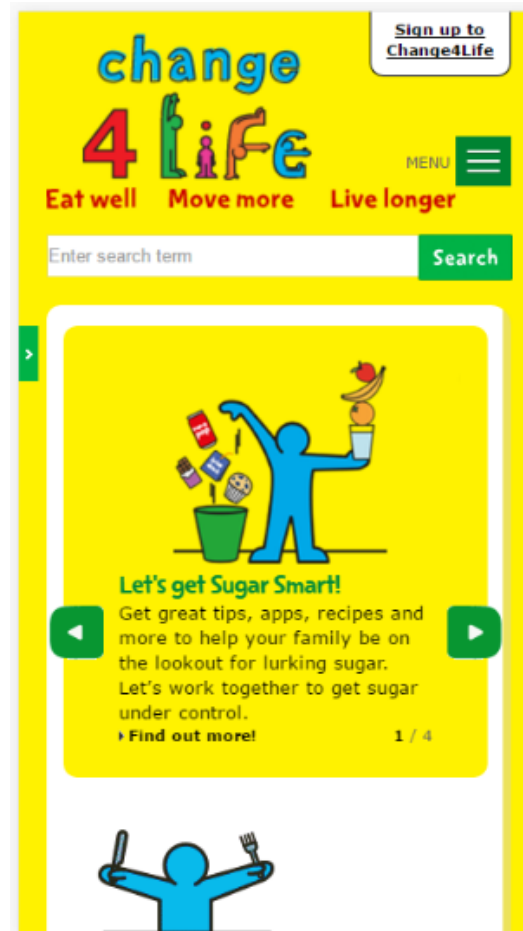 Sign up to
Change4Life
change
4 LiFE
MENU
Eat well Move more Live longer
Enter search term
Search
Let's get Sugar Smart!
Get great tips, apps, recipes and
more to help your family be on
the lookout for lurking sugar.
Let's work together to get sugar
under control.
Find out more!
1 / 4